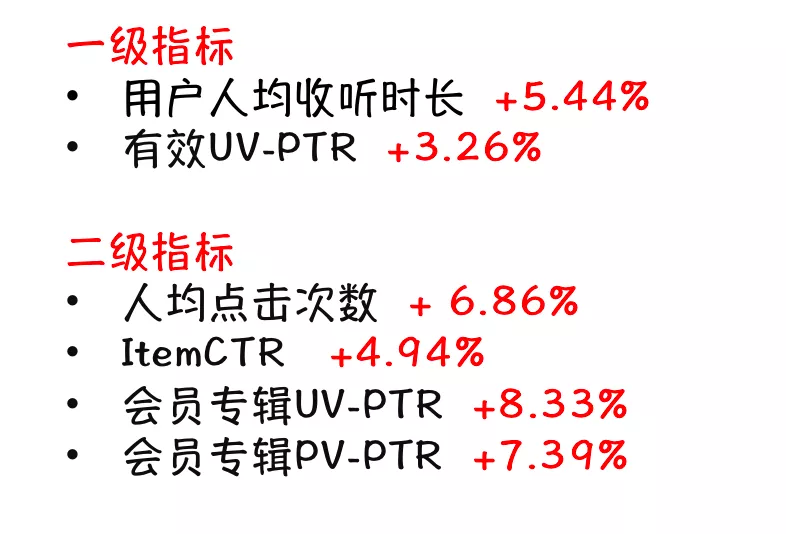 一级指标
• 用户人均收听时长 +5.44%
• 有效UV-PTR +3.26%
二级指标
• 人均点击次数 + 6.86%
• ItemCTR +4.94%
• 会员专辑UV-PTR +8.33%
• 会员专辑PV-PTR +7.39%